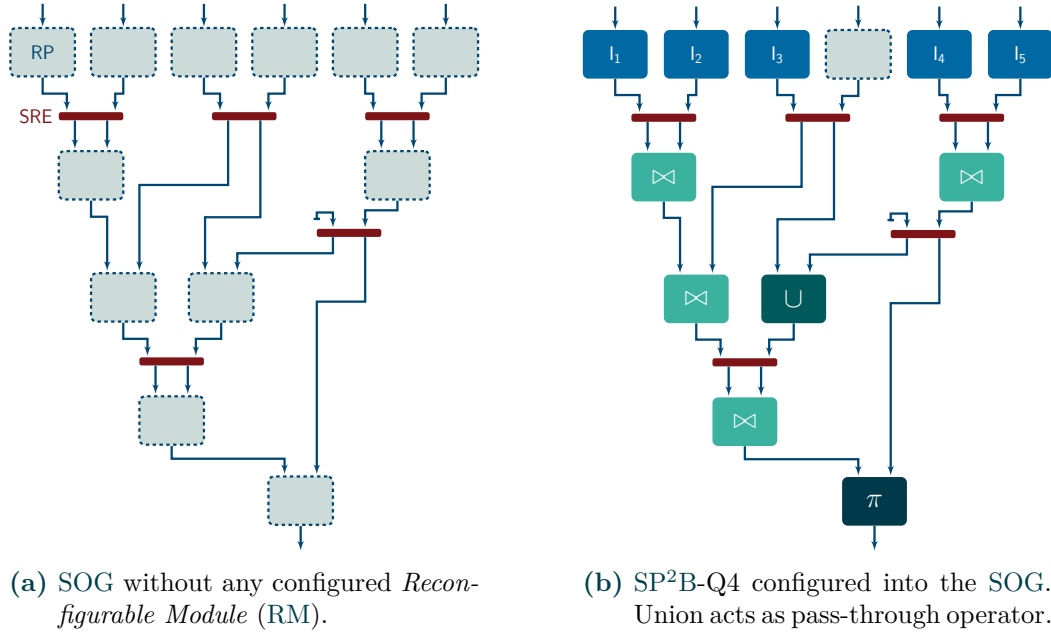 RP
SRE
I₁ I₂ I₃ I₄ I₅
⋈ ⋈
⋈ ∪
⋈
π
(a) SOG without any configured Recon-
figurable Module (RM).
(b) SP²B-Q4 configured into the SOG.
Union acts as pass-through operator.